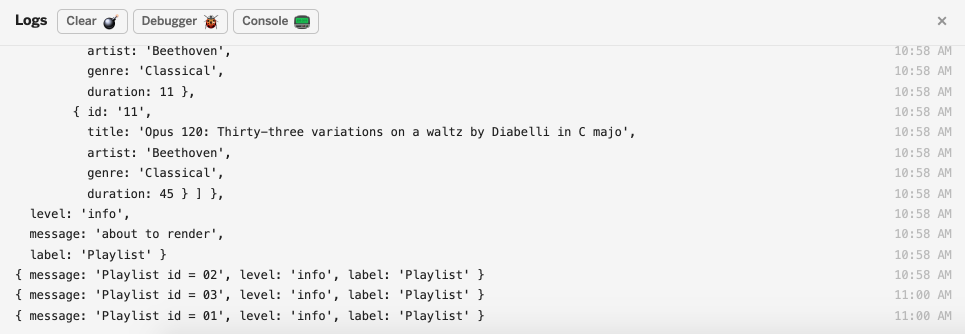 Logs Clear Debugger Console ×
artist: 'Beethoven', 10:58 AM
genre: 'Classical', 10:58 AM
duration: 11 }, 10:58 AM
{ id: '11', 10:58 AM
title: 'Opus 120: Thirty-three variations on a waltz by Diabelli in C majo', 10:58 AM
artist: 'Beethoven', 10:58 AM
genre: 'Classical', 10:58 AM
duration: 45 } ] }, 10:58 AM
level: 'info', 10:58 AM
message: 'about to render', 10:58 AM
label: 'Playlist' } 10:58 AM
{ message: 'Playlist id = 02', level: 'info', label: 'Playlist' } 10:58 AM
{ message: 'Playlist id = 03', level: 'info', label: 'Playlist' } 11:00 AM
{ message: 'Playlist id = 01', level: 'info', label: 'Playlist' } 11:00 AM